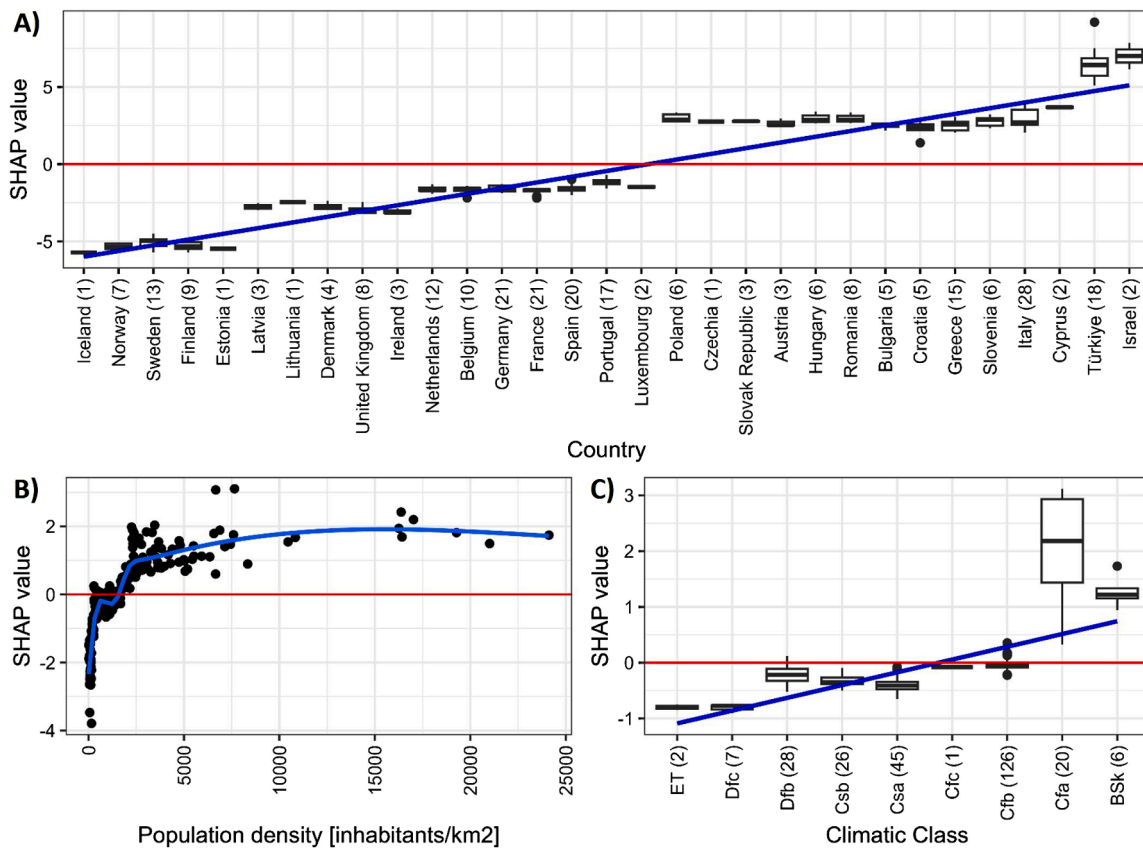 A)
SHAP value
5
0
-5
Iceland (1)
Norway (7)
Sweden (13)
Finland (9)
Estonia (1)
Latvia (3)
Lithuania (1)
Denmark (4)
United Kingdom (8)
Ireland (3)
Netherlands (12)
Belgium (10)
Germany (21)
France (21)
Spain (20)
Portugal (17)
Luxembourg (2)
Poland (6)
Czechia (1)
Slovak Republic (3)
Austria (3)
Hungary (6)
Romania (8)
Bulgaria (5)
Croatia (5)
Greece (15)
Slovenia (6)
Italy (28)
Cyprus (2)
Türkiye (18)
Israel (2)
Country
B)
SHAP value
2
0
-2
-4
0
5000
10000
15000
20000
25000
Population density [inhabitants/km2]
C)
SHAP value
3
2
1
0
-1
ET (2)
Dfc (7)
Dfb (28)
Csb (26)
Csa (45)
Cfc (1)
Cfb (126)
Cfa (20)
BSk (6)
Climatic Class